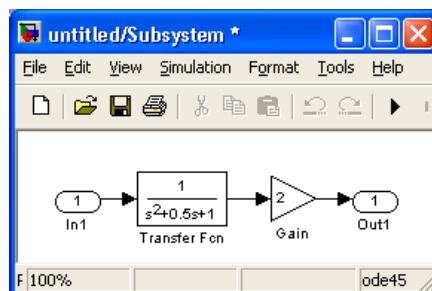 untitled/Subsystem *
File Edit View Simulation Format Tools Help
1
1
s²+0.5s+1
2
1
In1
Transfer Fcn
Gain
Out1
F 100% ode45